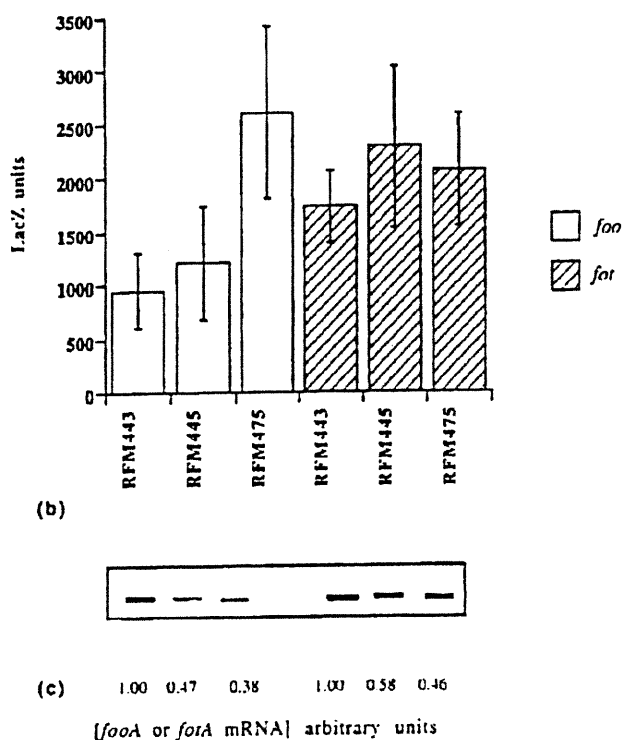 3500
3000
2500
2000
1500
1000
500
0
LacZ units
RFM443
RFM445
RFM475
RFM443
RFM445
RFM475
foo
fot
(b)
(c) 1.00 0.47 0.38 1.00 0.58 0.46
[fooA or fotA mRNA] arbitrary units